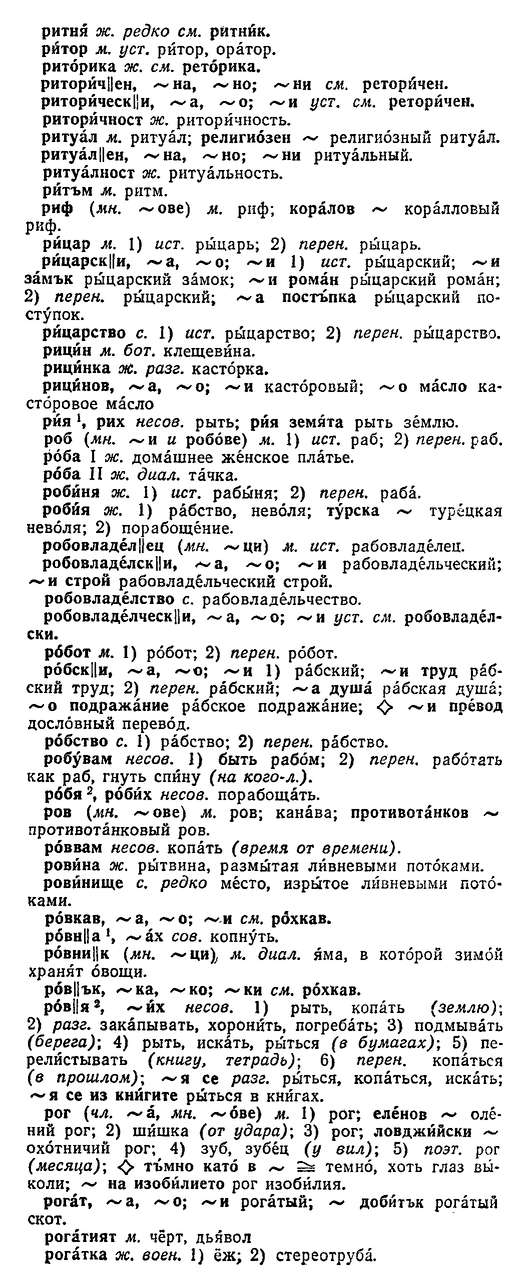 ритня́ ж. редко см. ри́тник.
ри́тор м. уст. ри́тор, ора́тор.
рито́рика ж. см. рето́рика.
ритори́ч||ен, ~на, ~но; ~ни см. ретори́чен.
ритори́ческ||и, ~а, ~о; ~и уст. см. ретори́чен.
ритори́чност ж. ритори́чность.
ритуа́л м. ритуа́л; религио́зен ~ религио́зный ритуа́л.
ритуа́л||ен, ~на, ~но; ~ни ритуа́льный.
ритуа́лност ж. ритуа́льность.
ри́тъм м. ритм.
риф (мн. ~ове) м. риф; кора́лов ~ кора́лловый
риф.
ри́цар м. 1) ист. ры́царь; 2) перен. ры́царь.
ри́царск||и, ~а, ~о; ~и 1) ист. ры́царский; ~и
за́мък ры́царский за́мок; ~и рома́н ры́царский рома́н;
2) перен. ры́царский; ~а постъ́пка ры́царский по-
сту́пок.
ри́царство с. 1) ист. ры́царство; 2) перен. ры́царство.
рици́н м. бот. клещеви́на.
рици́нка ж. разг. касто́рка.
рици́нов, ~а, ~о; ~и касто́ровый; ~о ма́сло ка-
сто́ровое ма́сло
ри́я¹, рих несов. рыть; ри́я земя́та рыть зе́млю.
роб (мн. ~и и ро́бове) м. 1) ист. раб; 2) перен. раб.
ро́ба I ж. дома́шнее же́нское пла́тье.
ро́ба II ж. диал. та́чка.
роби́ня ж. 1) ист. рабы́ня; 2) перен. раба́.
роби́я ж. 1) ра́бство, нево́ля; ту́рска ~ туре́цкая
нево́ля; 2) порабоще́ние.
робовладе́л||ец (мн. ~ци) м. ист. рабовладе́лец.
робовладе́лск||и, ~а, ~о; ~и рабовладе́льческий;
~и строй рабовладе́льческий строй.
робовладе́лство с. рабовладе́льчество.
робовладе́лческ||и, ~а, ~о; ~и уст. см. робовладе́л-
ски.
ро́бот м. 1) ро́бот; 2) перен. ро́бот.
ро́бск||и, ~а, ~о; ~и 1) ра́бский; ~и труд ра́б-
ский труд; 2) перен. ра́бский; ~а душа́ ра́бская душа́;
~о подража́ние ра́бское подража́ние; ◇ ~и пре́вод
досло́вный перево́д.
ро́бство с. 1) ра́бство; 2) перен. ра́бство.
робу́вам несов. 1) быть рабо́м; 2) перен. рабо́тать
как раб, гнуть спи́ну (на кого-л.).
ро́бя², ро́бих несов. порабоща́ть.
ров (мн. ~ове) м. ров; кана́ва; противота́нков ~
противота́нковый ров.
ро́ввам несов. копа́ть (время от времени).
рови́на ж. ры́твина, размы́тая ли́вневыми пото́ками.
рови́нище с. редко ме́сто, изры́тое ли́вневыми пото́-
ками.
ро́вкав, ~а, ~о; ~и см. ро́хкав.
ро́вн||а¹, ~ах сов. копну́ть.
ро́вни||к (мн. ~ци), м. диал. я́ма, в кото́рой зимо́й
храня́т о́вощи.
ро́в||ък, ~ка, ~ко; ~ки см. ро́хкав.
ро́в||я², ~и́х несов. 1) рыть, копа́ть (землю);
2) разг. зака́пывать, хорони́ть, погреба́ть; 3) подмыва́ть
(берега); 4) рыть, иска́ть, ры́ться (в бумагах); 5) пе-
рели́стывать (книгу, тетрадь); 6) перен. копа́ться
(в прошлом); ~я се разг. ры́ться, копа́ться, иска́ть;
~я се из кни́гите ры́ться в кни́гах.
рог (чл. ~а́, мн. ~о́ве) м. 1) рог; еле́нов ~ оле́-
ний рог; 2) ши́шка (от удара); 3) рог; ловджи́йски ~
охо́тничий рог; 4) зуб, зубе́ц (у вил); 5) поэт. рог
(месяца); ◇ тъ́мно като́ в ~ ≅ темно́, хоть глаз вы́-
коли; ~ на изоби́лието рог изоби́лия.
рога́т, ~а, ~о; ~и рога́тый; ~ доби́тък рога́тый
скот.
рога́тият м. чёрт, дья́вол
рога́тка ж. воен. 1) ёж; 2) стереотруба́.